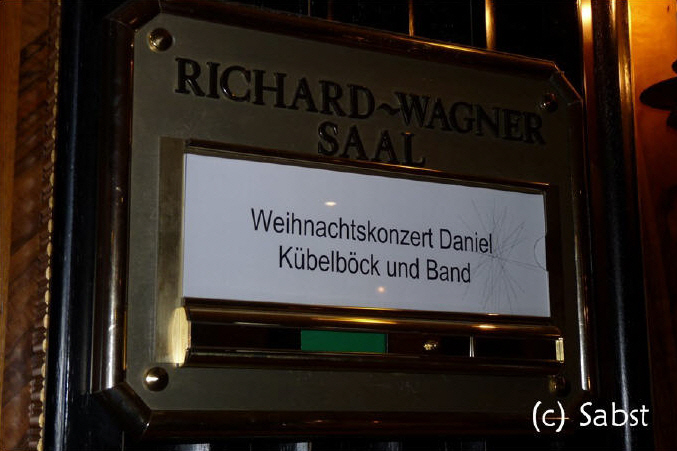 RICHARD~WAGNER
SAAL
Weihnachtskonzert Daniel
Kübelböck und Band
(c) Sabst